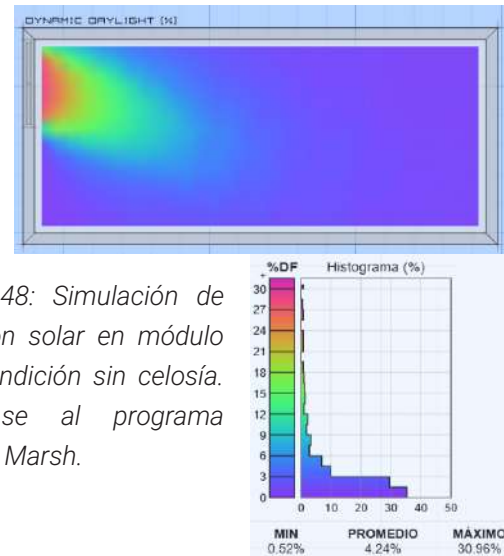 DYNAMIC DAYLIGHT (%)
48: Simulación de
n solar en módulo
ndición sin celosía.
se al programa
Marsh.
%DF Histograma (%)
+
30
27
24
21
18
15
12
9
6
3
0
0 10 20 30 40 50
MIN PROMEDIO MÁXIMO
0.52% 4.24% 30.96%